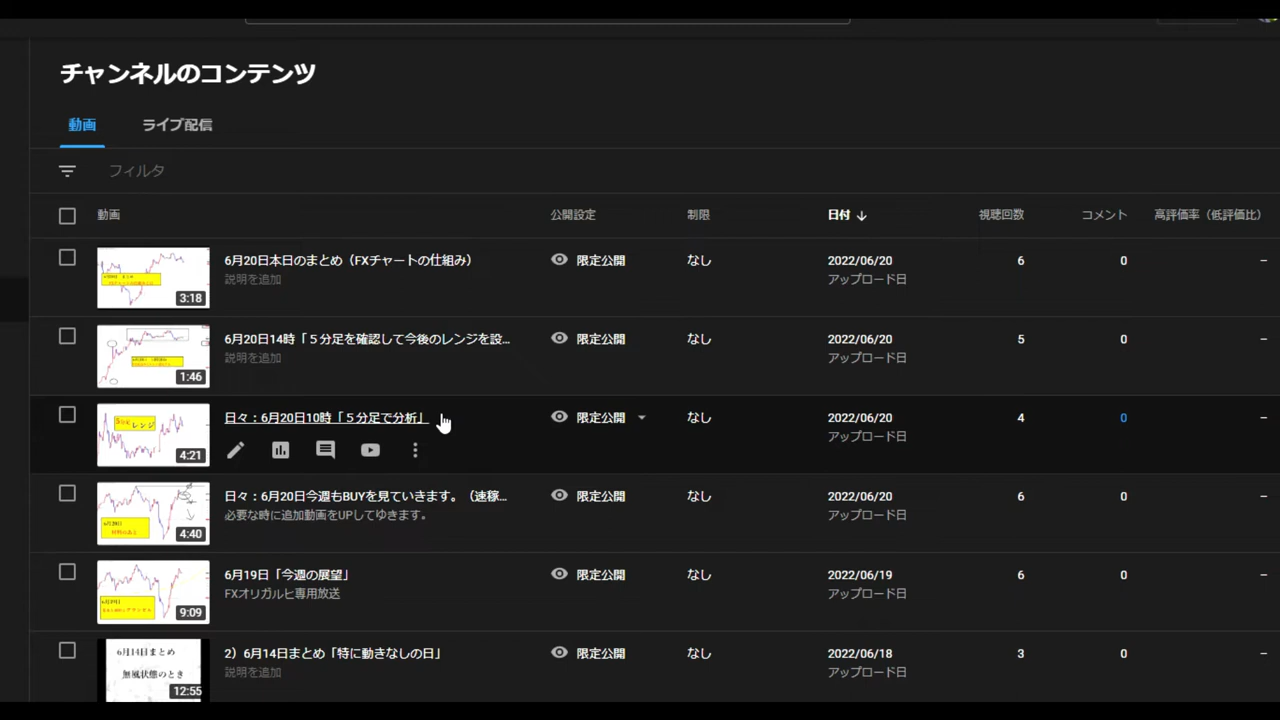 チャンネルのコンテンツ
動画 ライブ配信
フィルタ
動画 公開設定 制限 日付 視聴回数 コメント 高評価率（低評価比）
6月20日本日のまとめ（FXチャートの仕組み） 限定公開 なし 2022/06/20 6 0 –
説明を追加 アップロード日
3:18
6月20日14時「５分足を確認して今後のレンジを設... 限定公開 なし 2022/06/20 5 0 –
説明を追加 アップロード日
1:46
日々：6月20日10時「５分足で分析」 限定公開 なし 2022/06/20 4 0 –
アップロード日
レンジ
4:21
日々：6月20日今週もBUYを見ていきます。（速稼... 限定公開 なし 2022/06/20 6 0 –
必要な時に追加動画をUPしてゆきます。 アップロード日
6月20日
4:40
6月19日「今週の展望」 限定公開 なし 2022/06/19 6 0 –
FXオリガルヒ専用放送 アップロード日
6月19日
9:09
2）6月14日まとめ「特に動きなしの日」 限定公開 なし 2022/06/18 3 0 –
説明を追加 アップロード日
6月14日まとめ
無風状態のとき
12:55